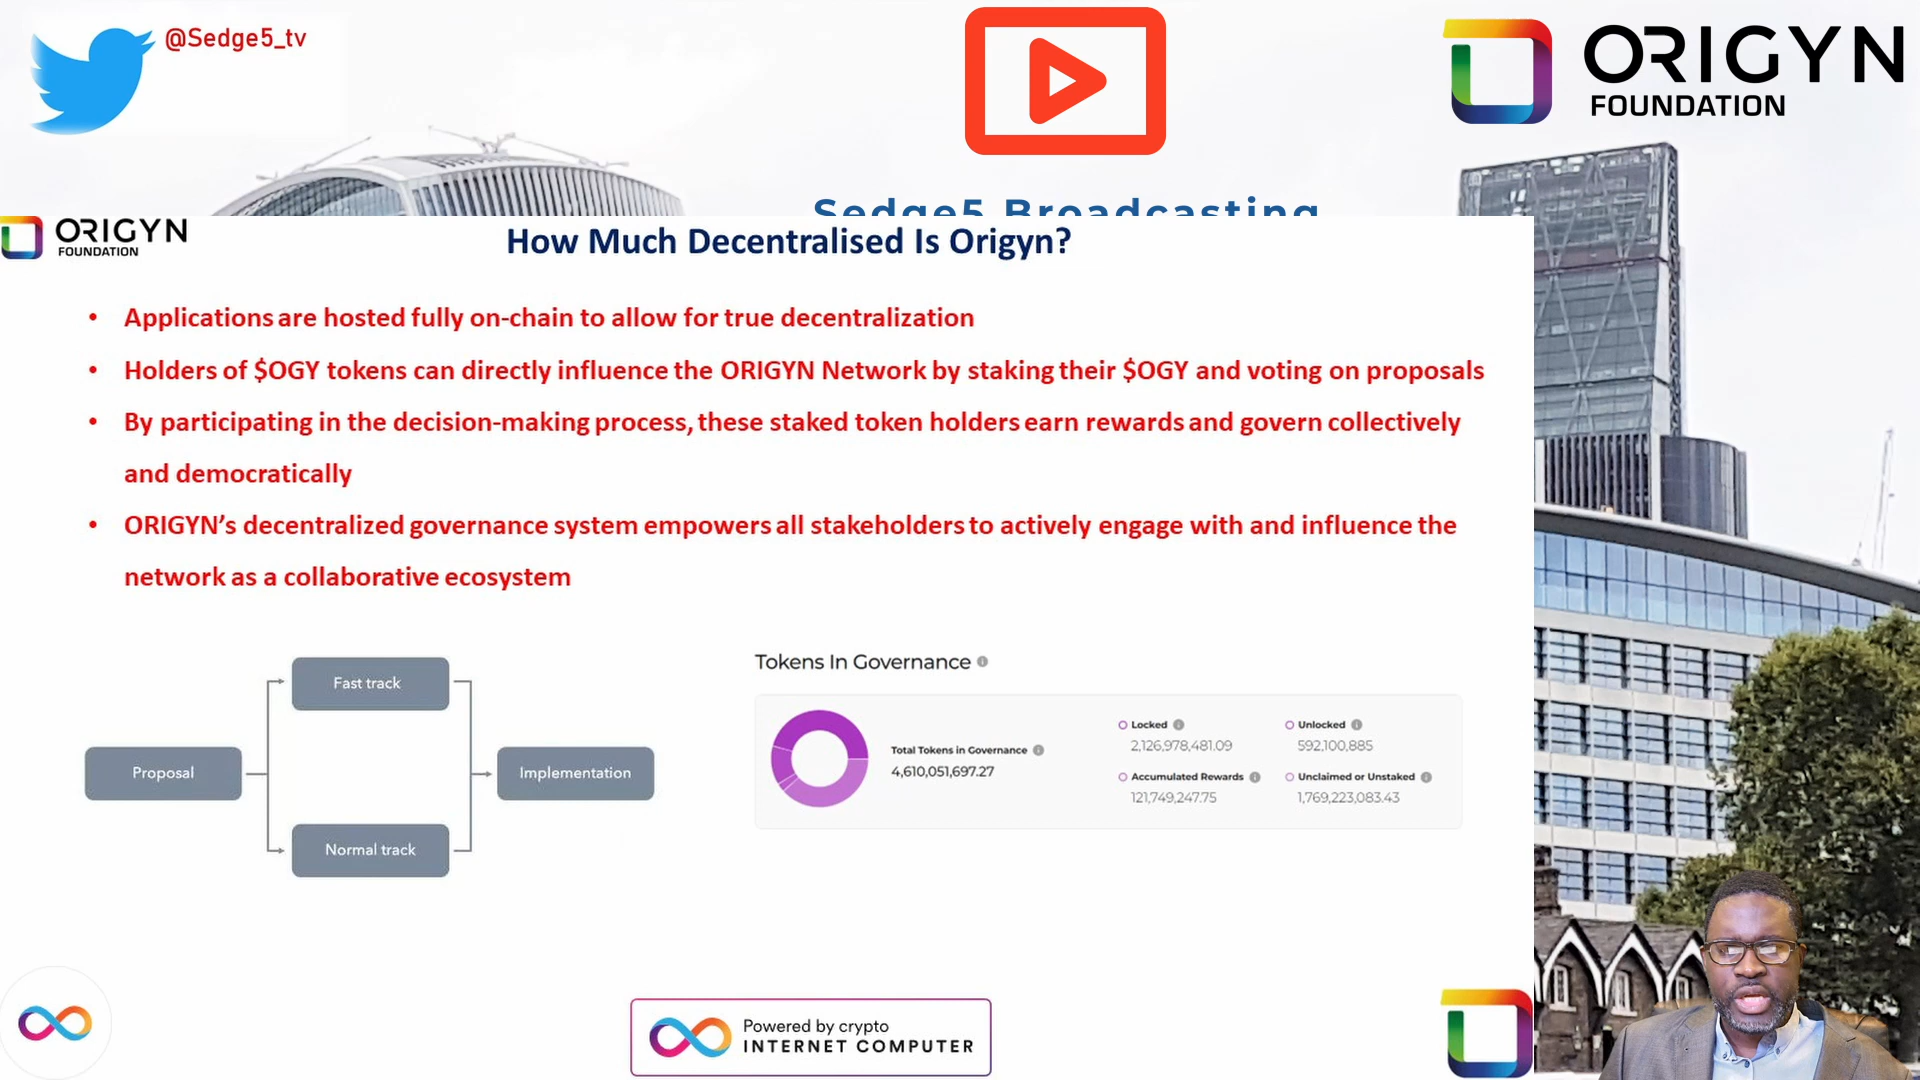 @Sedge5_tv
ORIGYN
FOUNDATION
Sedge5 Broadcasting
ORIGYN
FOUNDATION
How Much Decentralised Is Origyn?
• Applications are hosted fully on-chain to allow for true decentralization
• Holders of $OGY tokens can directly influence the ORIGYN Network by staking their $OGY and voting on proposals
• By participating in the decision-making process, these staked token holders earn rewards and govern collectively
and democratically
• ORIGYN’s decentralized governance system empowers all stakeholders to actively engage with and influence the
network as a collaborative ecosystem
Fast track
Proposal
Implementation
Normal track
Tokens In Governance
Total Tokens in Governance
4,610,051,697.27
Locked
2,126,978,481.09
Unlocked
592,100,885
Accumulated Rewards
121,749,247.75
Unclaimed or Unstaked
1,769,223,083.43
Powered by crypto
INTERNET COMPUTER